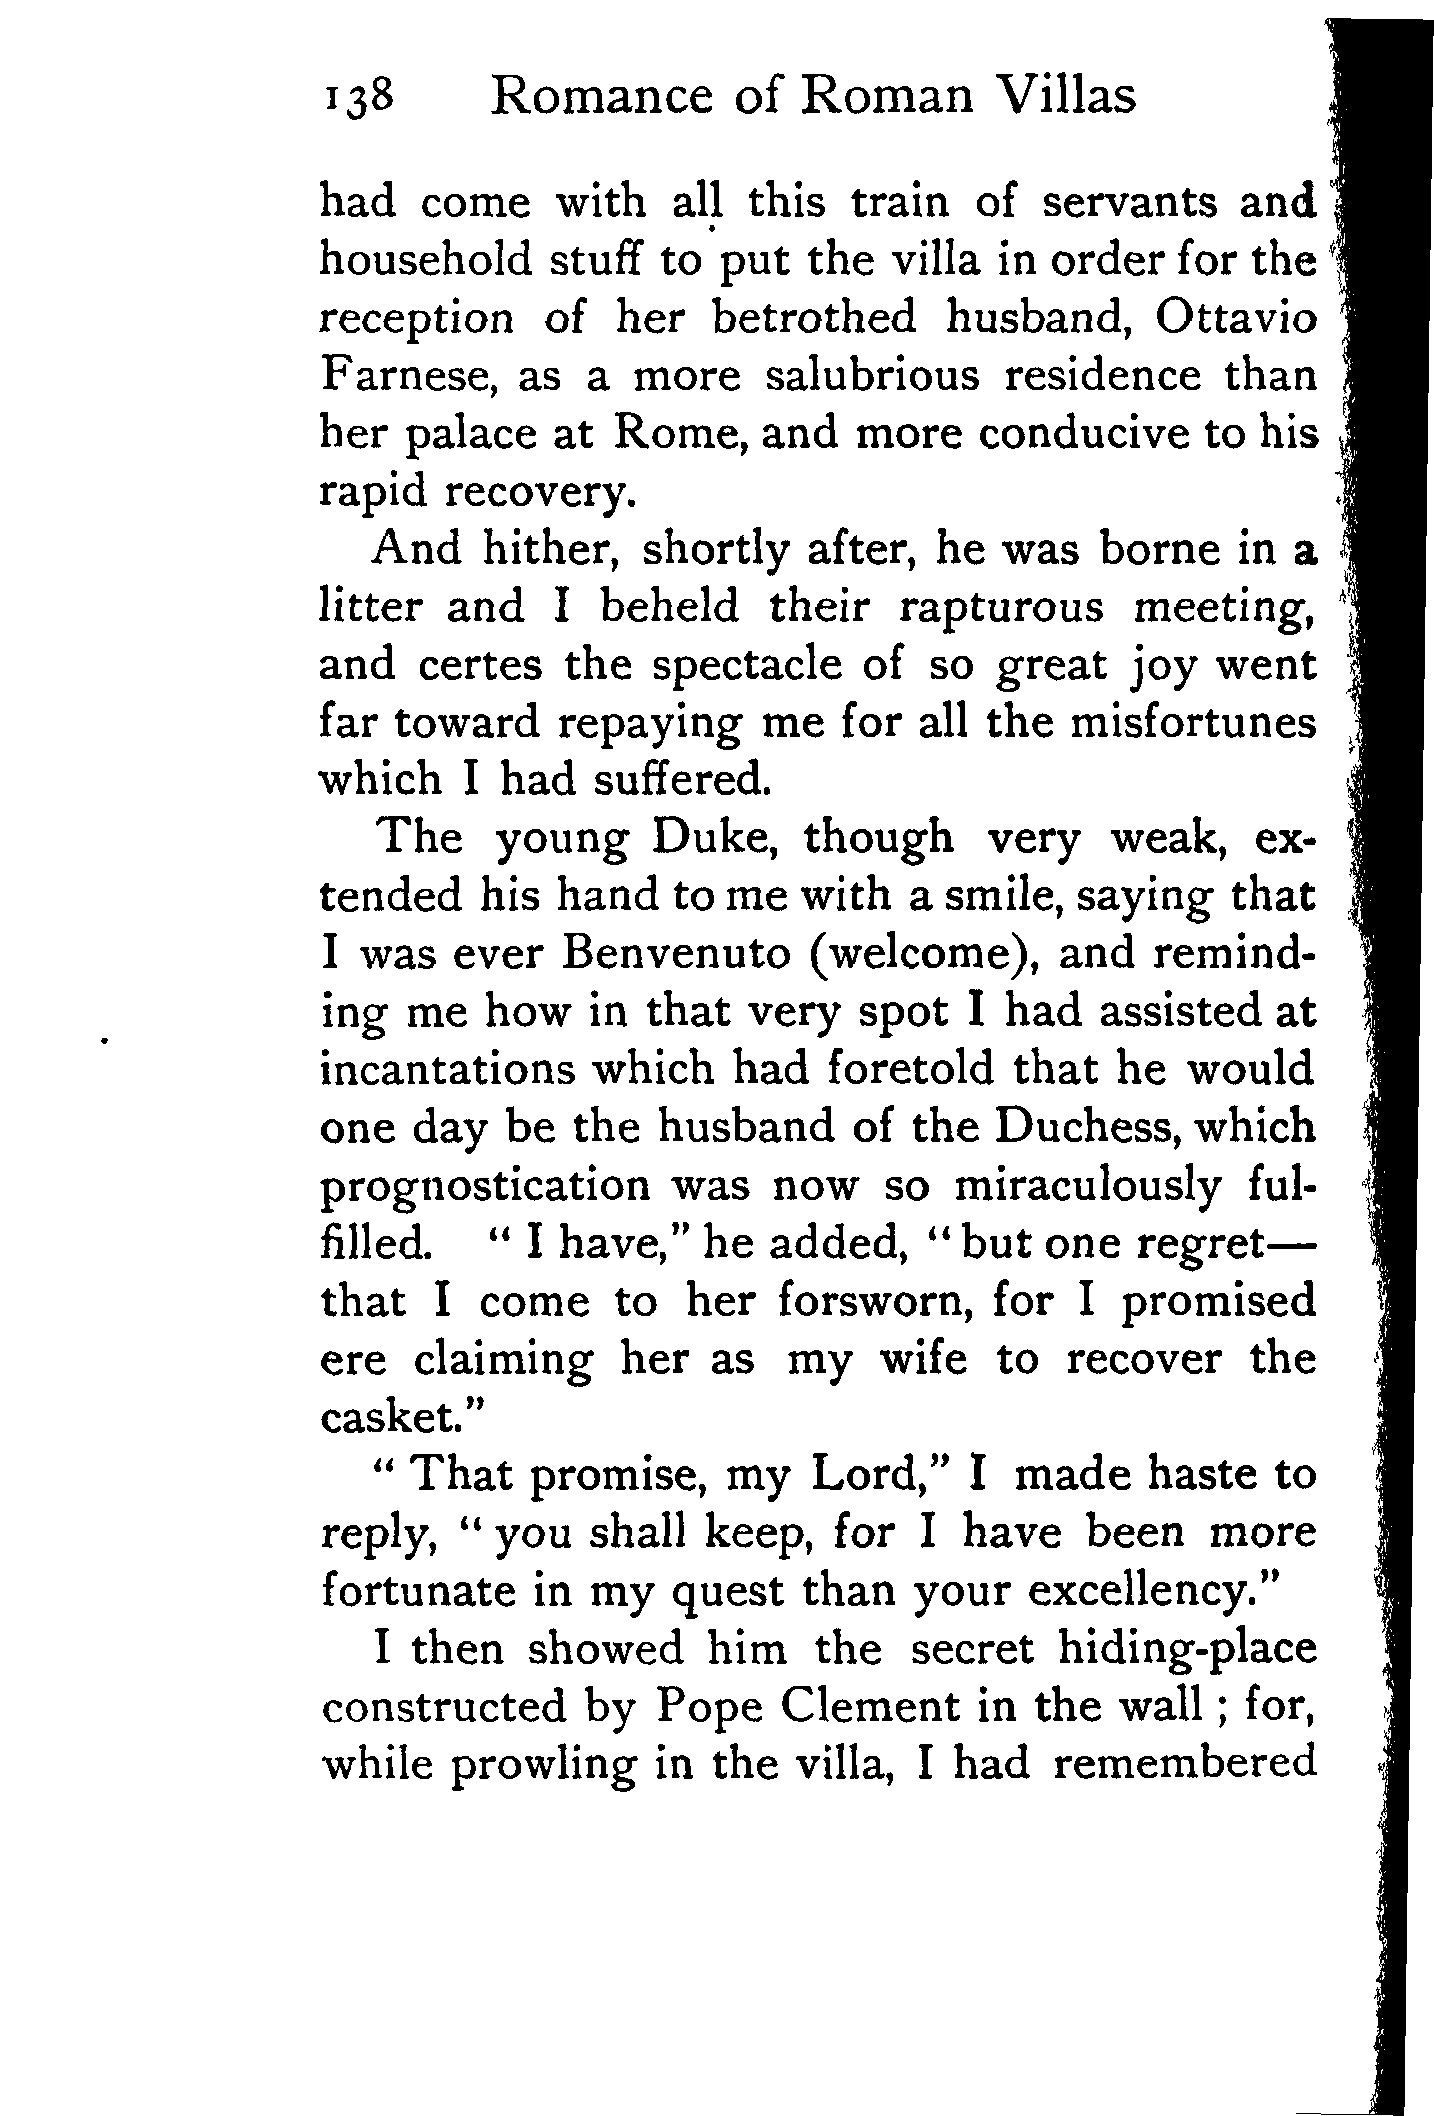 138 Romance of Roman Villas
had come with all this train of servants and
household stuff to put the villa in order for the
reception of her betrothed husband, Ottavio
Farnese, as a more salubrious residence than
her palace at Rome, and more conducive to his
rapid recovery.
And hither, shortly after, he was borne in a
litter and I beheld their rapturous meeting,
and certes the spectacle of so great joy went
far toward repaying me for all the misfortunes
which I had suffered.
The young Duke, though very weak, ex-
tended his hand to me with a smile, saying that
I was ever Benvenuto (welcome), and remind-
ing me how in that very spot I had assisted at
incantations which had foretold that he would
one day be the husband of the Duchess, which
prognostication was now so miraculously ful-
filled. “ I have,” he added, “ but one regret—
that I come to her forsworn, for I promised
ere claiming her as my wife to recover the
casket.”
“ That promise, my Lord,” I made haste to
reply, “ you shall keep, for I have been more
fortunate in my quest than your excellency.”
I then showed him the secret hiding-place
constructed by Pope Clement in the wall ; for,
while prowling in the villa, I had remembered